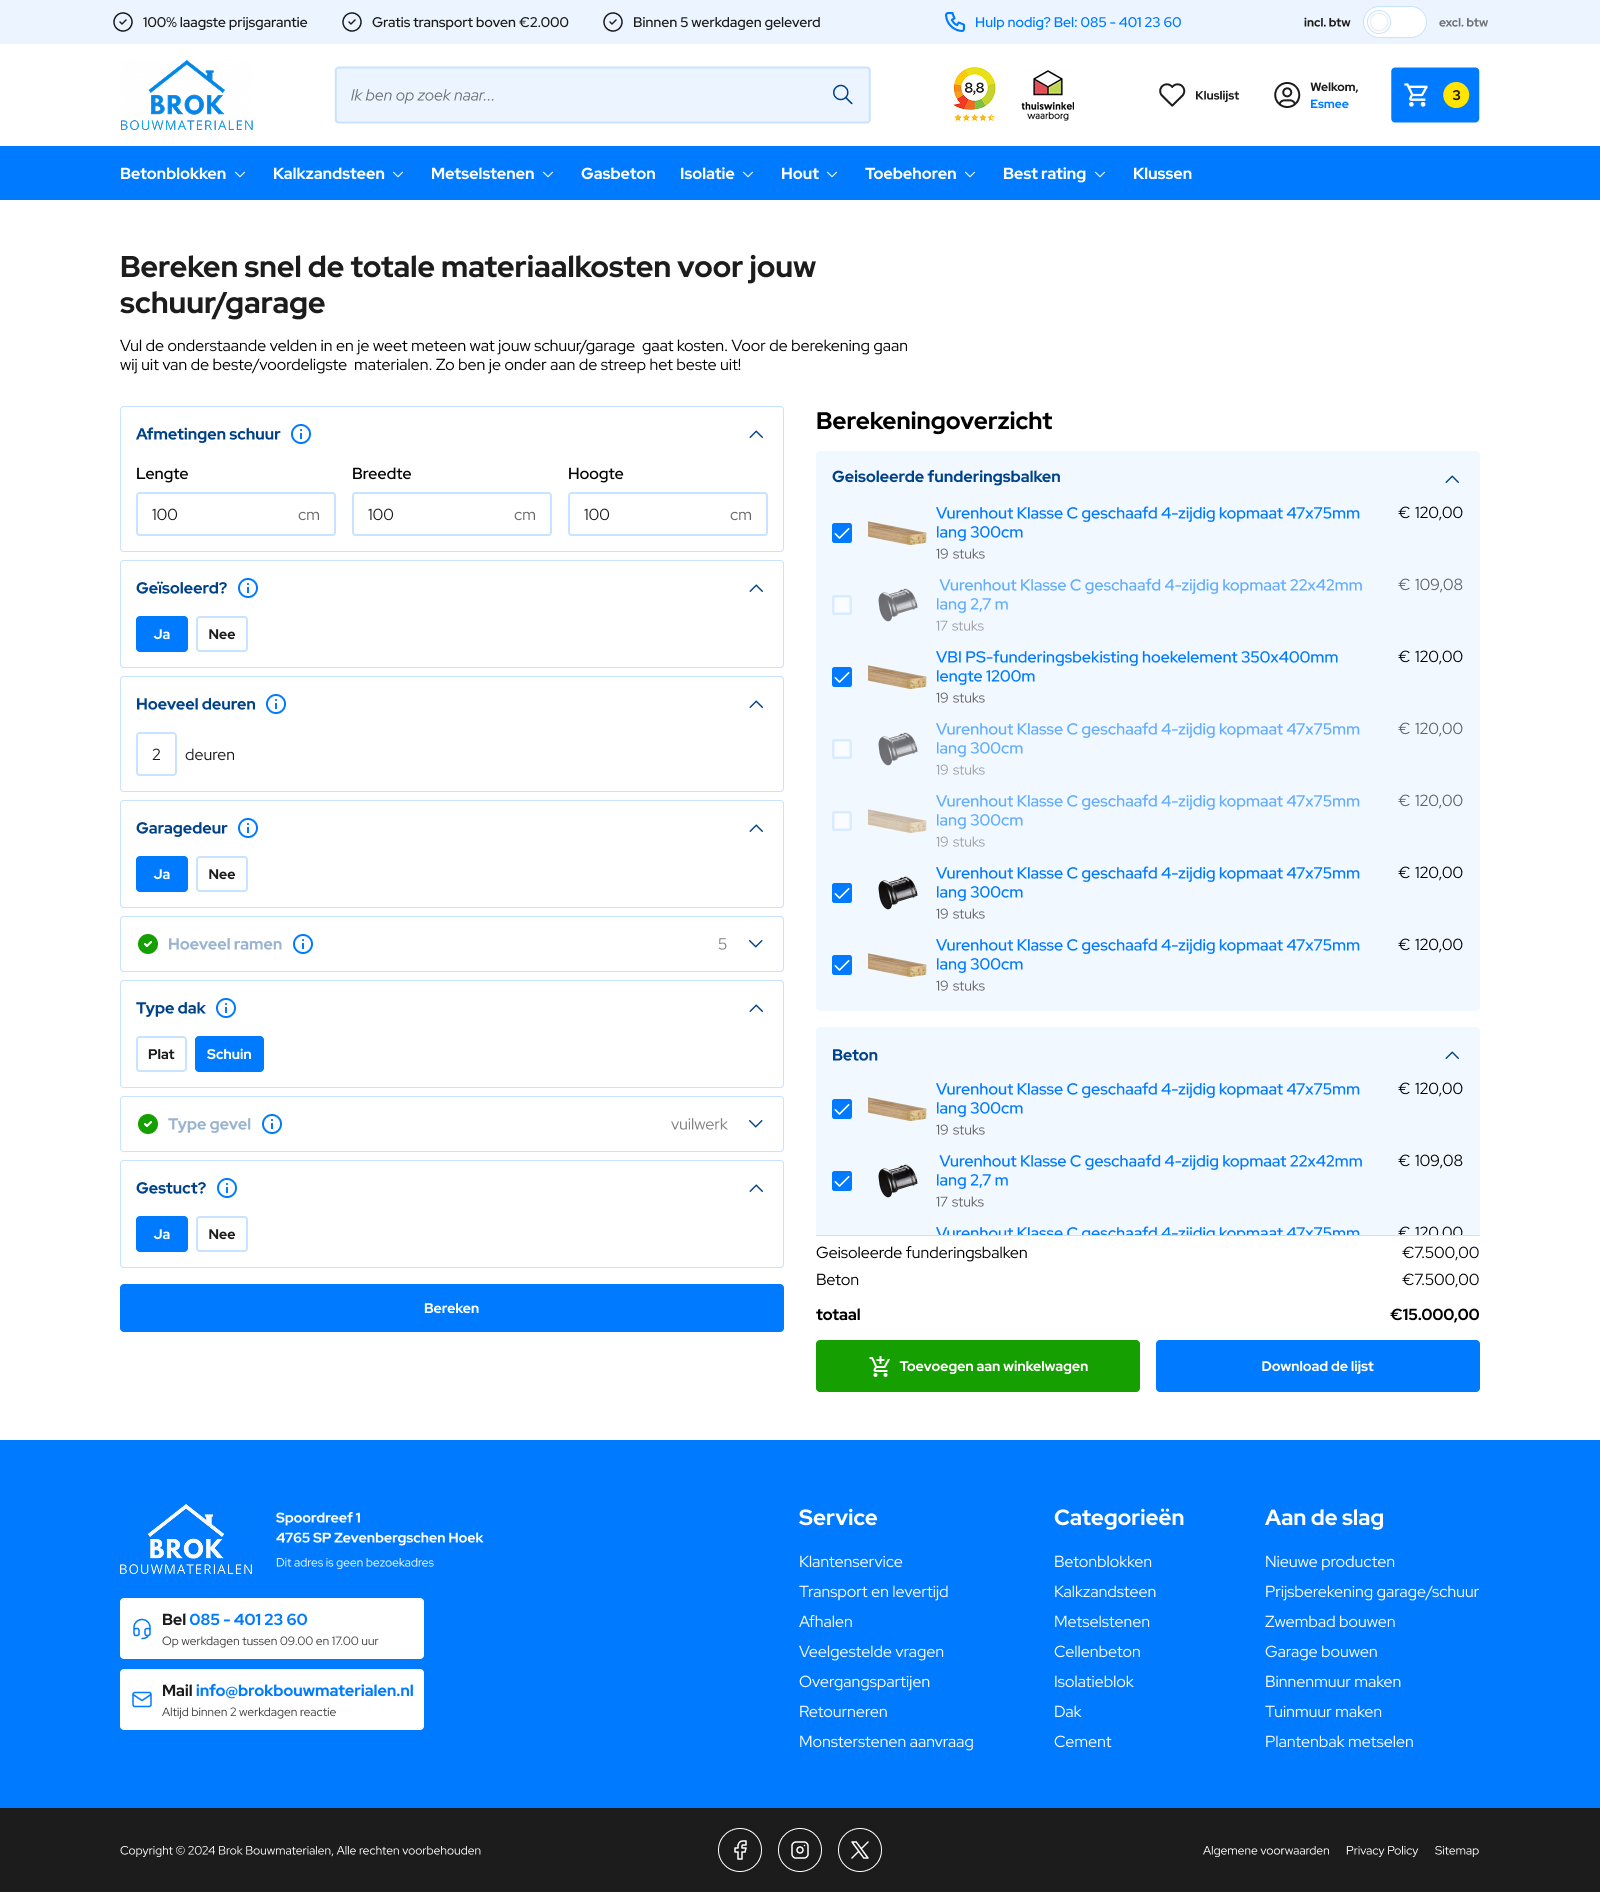 100% laagste prijsgarantie
Gratis transport boven €2.000
Binnen 5 werkdagen geleverd
Hulp nodig? Bel: 085 - 401 23 60
incl. btw
excl. btw
BROK
BOUWMATERIALEN
Ik ben op zoek naar...
8,8
thuiswinkel
waarborg
Kluslijst
Welkom,
Esmee
3
Betonblokken
Kalkzandsteen
Metselstenen
Gasbeton
Isolatie
Hout
Toebehoren
Best rating
Klussen
Bereken snel de totale materiaalkosten voor jouw
schuur/garage
Vul de onderstaande velden in en je weet meteen wat jouw schuur/garage  gaat kosten. Voor de berekening gaan
wij uit van de beste/voordeligste  materialen. Zo ben je onder aan de streep het beste uit!
Afmetingen schuur
Lengte
Breedte
Hoogte
100 cm
100 cm
100 cm
Geïsoleerd?
Ja
Nee
Hoeveel deuren
2 deuren
Garagedeur
Ja
Nee
Hoeveel ramen
5
Type dak
Plat
Schuin
Type gevel
vuilwerk
Gestuct?
Ja
Nee
Bereken
Berekeningoverzicht
Geisoleerde funderingsbalken
Vurenhout Klasse C geschaafd 4-zijdig kopmaat 47x75mm
lang 300cm
19 stuks
€ 120,00
Vurenhout Klasse C geschaafd 4-zijdig kopmaat 22x42mm
lang 2,7 m
17 stuks
€ 109,08
VBI PS-funderingsbekisting hoekelement 350x400mm
lengte 1200m
19 stuks
€ 120,00
Vurenhout Klasse C geschaafd 4-zijdig kopmaat 47x75mm
lang 300cm
19 stuks
€ 120,00
Vurenhout Klasse C geschaafd 4-zijdig kopmaat 47x75mm
lang 300cm
19 stuks
€ 120,00
Vurenhout Klasse C geschaafd 4-zijdig kopmaat 47x75mm
lang 300cm
19 stuks
€ 120,00
Vurenhout Klasse C geschaafd 4-zijdig kopmaat 47x75mm
lang 300cm
19 stuks
€ 120,00
Beton
Vurenhout Klasse C geschaafd 4-zijdig kopmaat 47x75mm
lang 300cm
19 stuks
€ 120,00
Vurenhout Klasse C geschaafd 4-zijdig kopmaat 22x42mm
lang 2,7 m
17 stuks
€ 109,08
Vurenhout Klasse C geschaafd 4-zijdig kopmaat 47x75mm
€ 120,00
Geisoleerde funderingsbalken €7.500,00
Beton €7.500,00
totaal €15.000,00
Toevoegen aan winkelwagen
Download de lijst
BROK
BOUWMATERIALEN
Spoordreef 1
4765 SP Zevenbergschen Hoek
Dit adres is geen bezoekadres
Bel 085 - 401 23 60
Op werkdagen tussen 09.00 en 17.00 uur
Mail info@brokbouwmaterialen.nl
Altijd binnen 2 werkdagen reactie
Service
Klantenservice
Transport en levertijd
Afhalen
Veelgestelde vragen
Overgangspartijen
Retourneren
Monsterstenen aanvraag
Categorieën
Betonblokken
Kalkzandsteen
Metselstenen
Cellenbeton
Isolatieblok
Dak
Cement
Aan de slag
Nieuwe producten
Prijsberekening garage/schuur
Zwembad bouwen
Garage bouwen
Binnenmuur maken
Tuinmuur maken
Plantenbak metselen
Copyright © 2024 Brok Bouwmaterialen, Alle rechten voorbehouden
Algemene voorwaarden
Privacy Policy
Sitemap